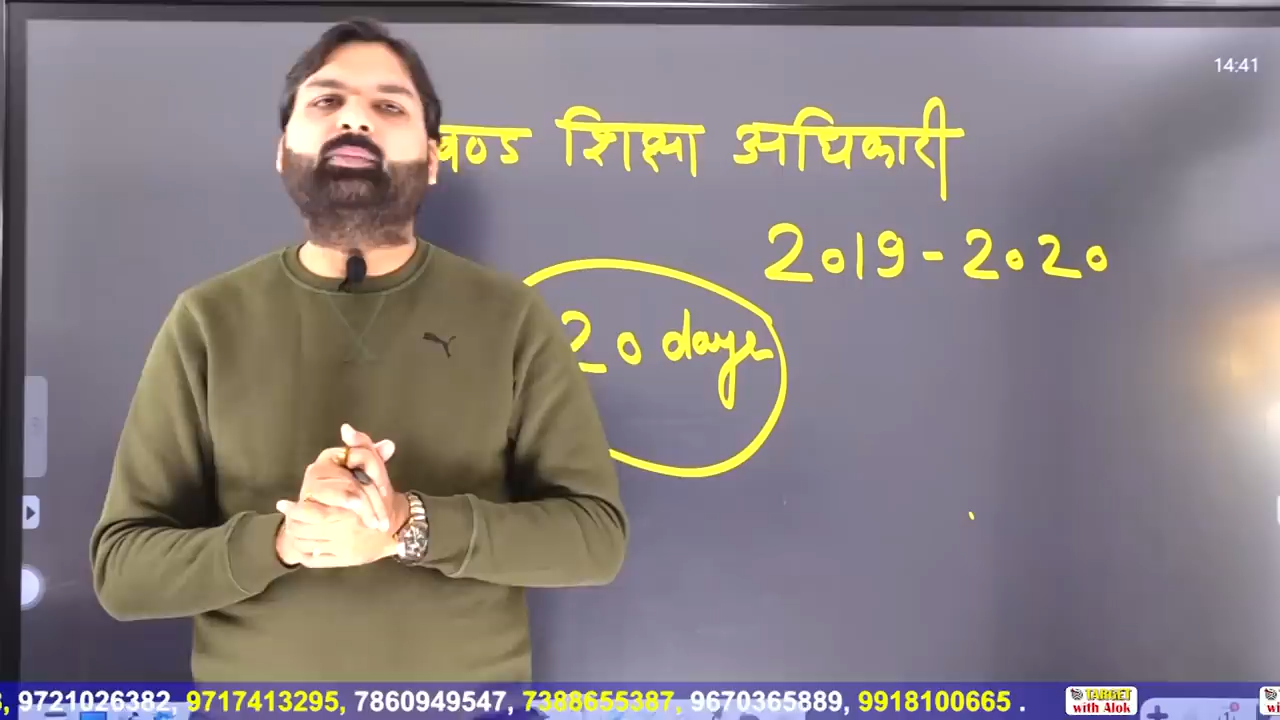 14:41
खण्ड शिक्षा अधिकारी
2019-2020
20 days
9721026382, 9717413295, 7860949547, 7388655387, 9670365889, 9918100665 .
TARGET
with Alok